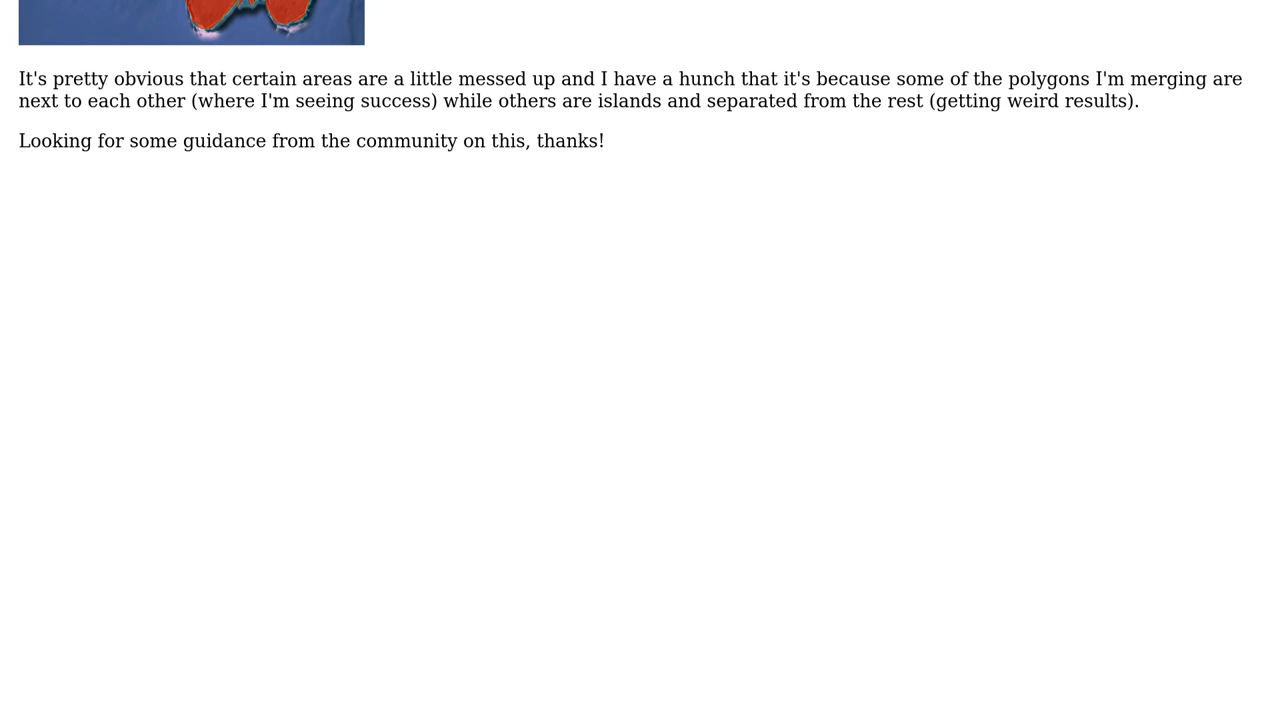 It's pretty obvious that certain areas are a little messed up and I have a hunch that it's because some of the polygons I'm merging are
next to each other (where I'm seeing success) while others are islands and separated from the rest (getting weird results).
Looking for some guidance from the community on this, thanks!